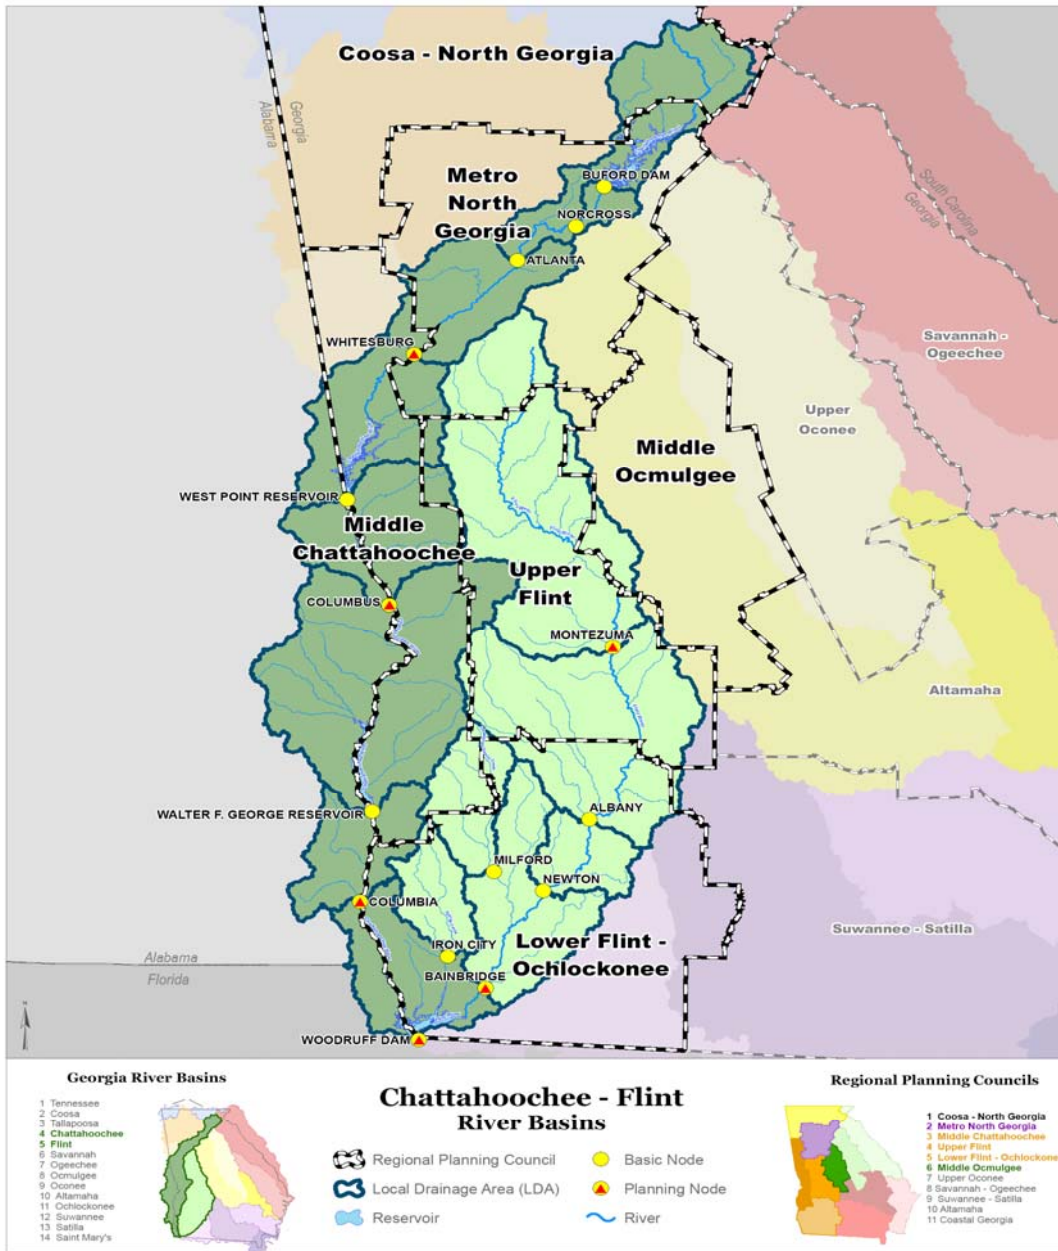 Coosa - North Georgia
Georgia
Alabama
Metro
North
Georgia
BUFORD DAM
NORCROSS
ATLANTA
South Carolina
Georgia
WHITESBURG
Savannah -
Ogeechee
Upper
Oconee
Middle
Ocmulgee
WEST POINT RESERVOIR
Middle
Chattahoochee
Upper
Flint
COLUMBUS
MONTEZUMA
Altamaha
WALTER F. GEORGE RESERVOIR
ALBANY
MILFORD
NEWTON
COLUMBIA
Suwannee - Satilla
IRON CITY
Lower Flint -
Ochlockonee
BAINBRIDGE
Alabama
Florida
WOODRUFF DAM
Georgia River Basins
1 Tennessee
2 Coosa
3 Tallapoosa
4 Chattahoochee
5 Flint
6 Savannah
7 Ogeechee
8 Ocmulgee
9 Oconee
10 Altamaha
11 Ochlockonee
12 Suwannee
13 Satilla
14 Saint Mary's
Chattahoochee - Flint
River Basins
Regional Planning Council
Local Drainage Area (LDA)
Reservoir
Basic Node
Planning Node
River
Regional Planning Councils
1 Coosa - North Georgia
2 Metro North Georgia
3 Middle Chattahoochee
4 Upper Flint
5 Lower Flint - Ochlockonee
6 Middle Ocmulgee
7 Upper Oconee
8 Savannah - Ogeechee
9 Suwannee - Satilla
10 Altamaha
11 Coastal Georgia